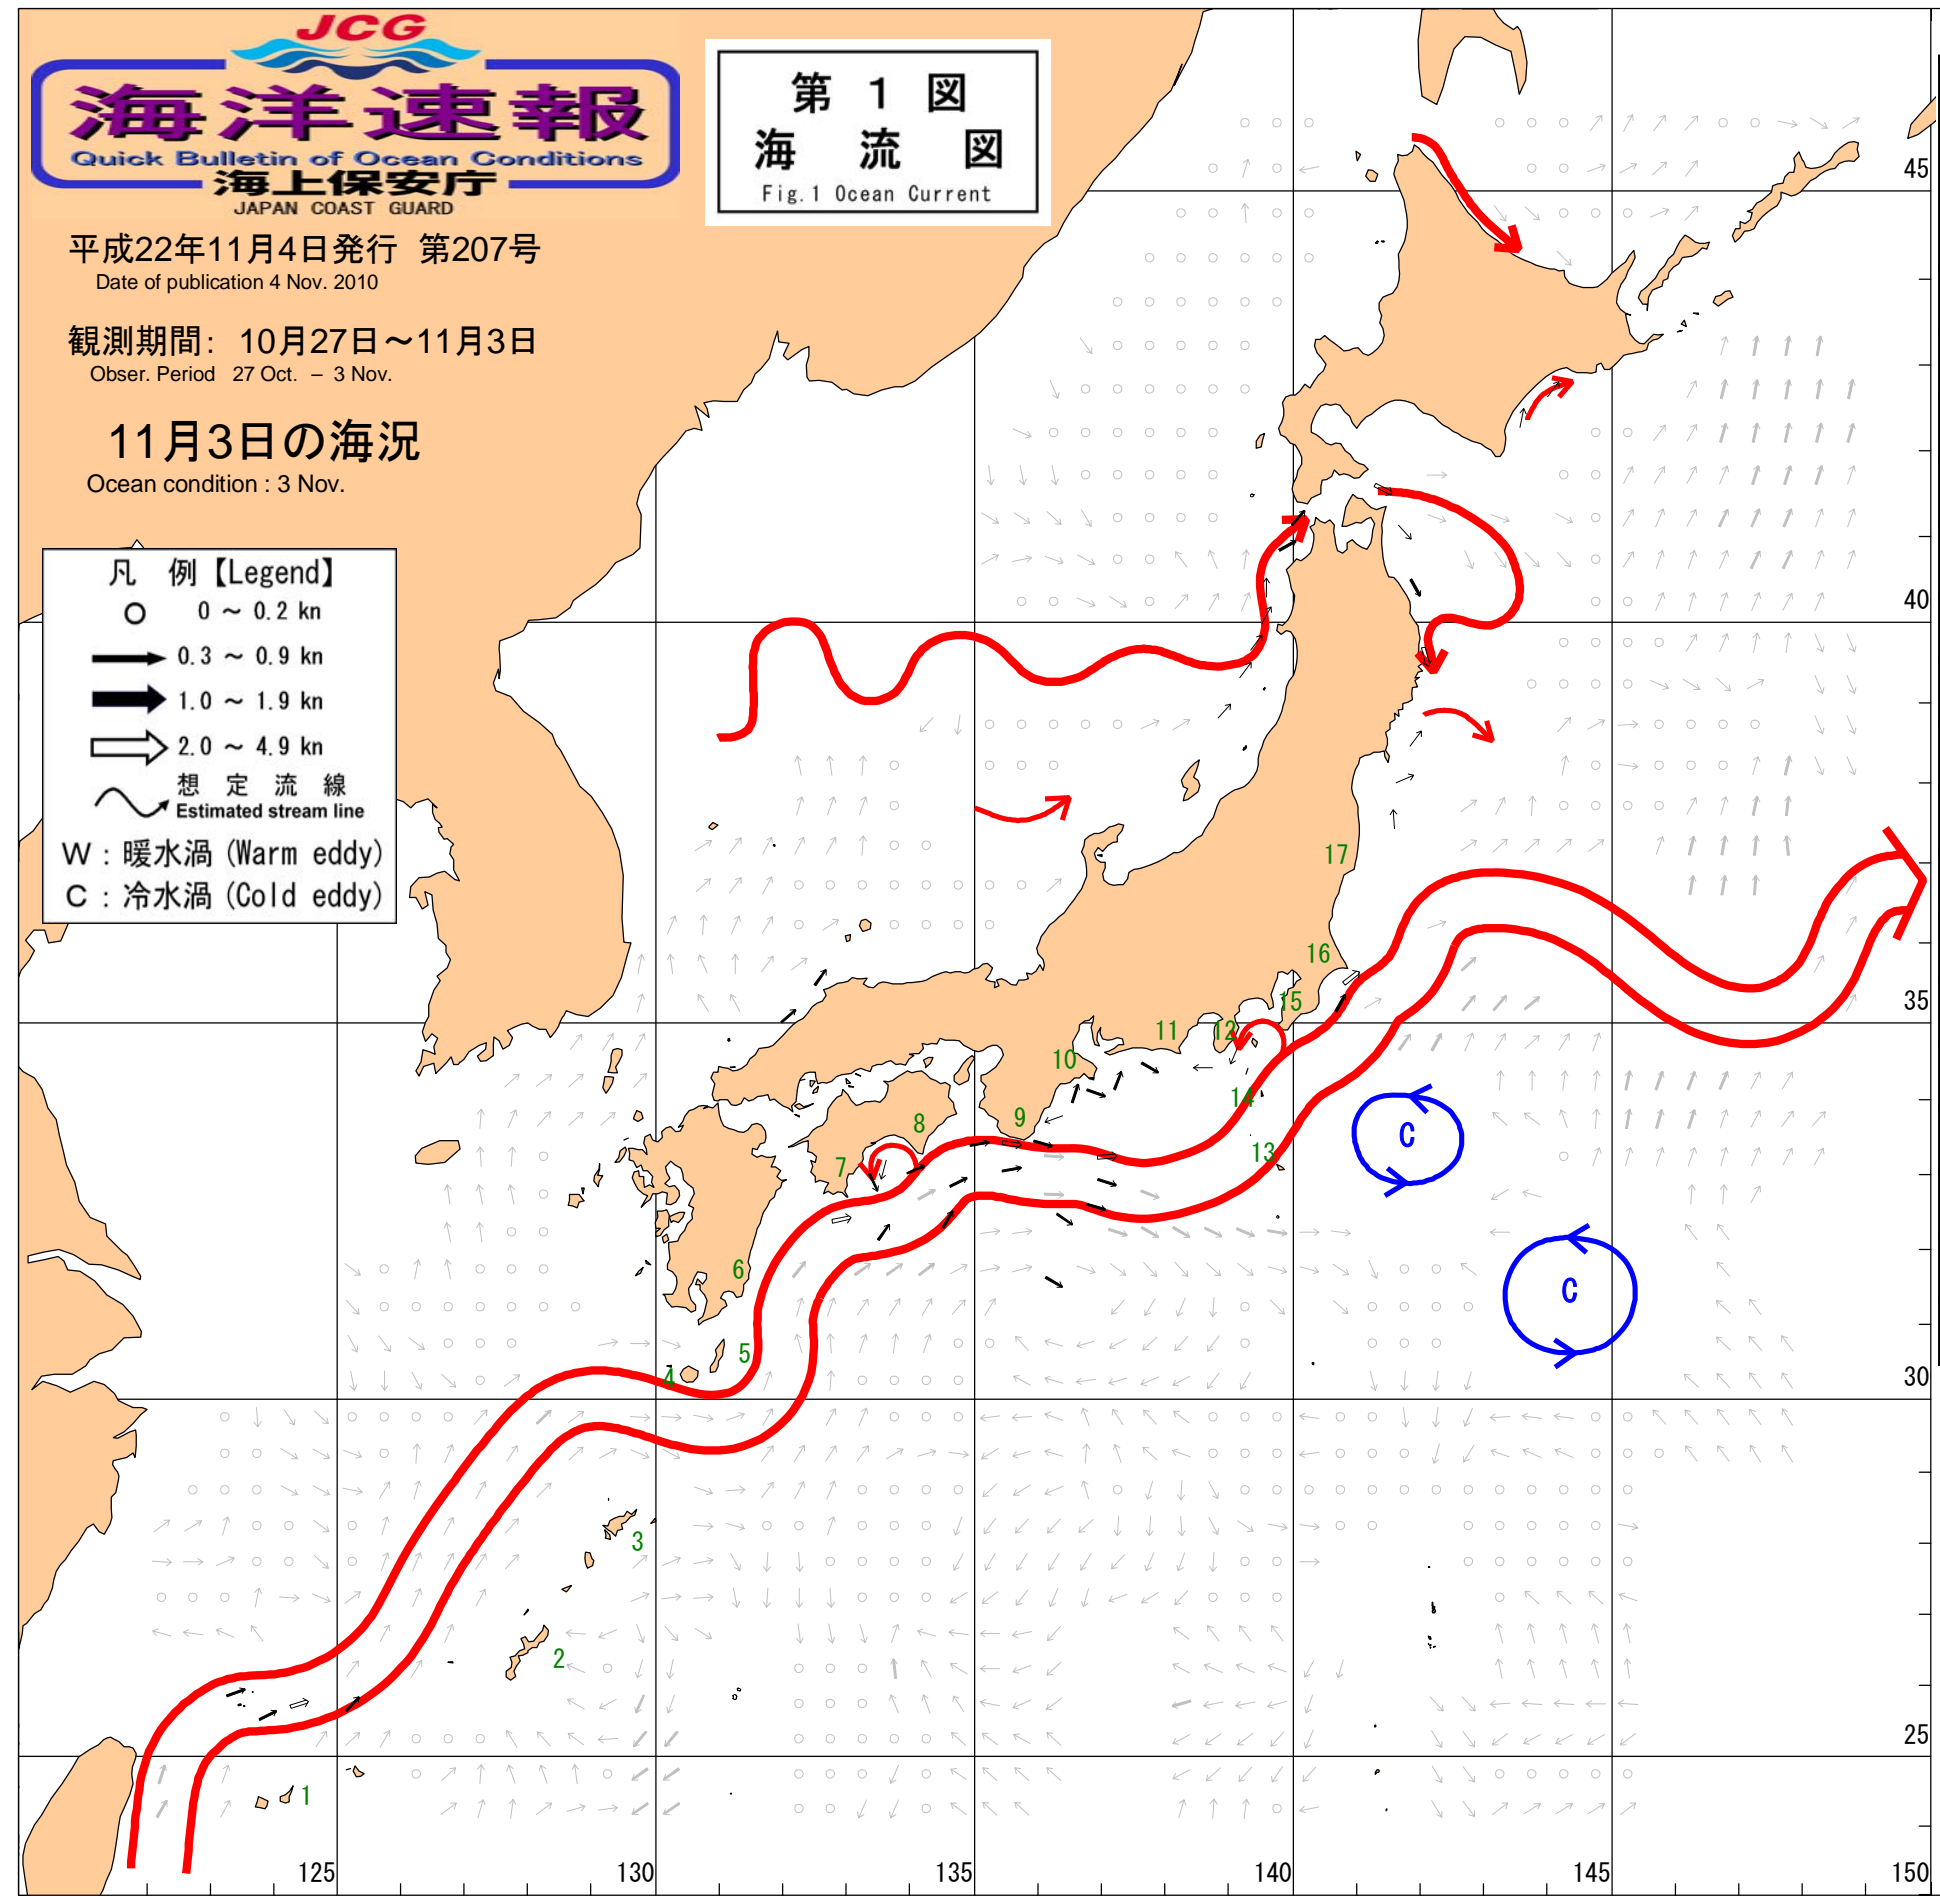 JCG
海洋速報
Quick Bulletin of Ocean Conditions
海上保安庁
JAPAN COAST GUARD
第 1 図
海 流 図
Fig.1 Ocean Current
平成22年11月4日発行 第207号
Date of publication 4 Nov. 2010
観測期間: 10月27日～11月3日
Obser. Period 27 Oct. – 3 Nov.
11月3日の海況
Ocean condition : 3 Nov.
凡 例【Legend】
0 ～ 0.2 kn
0.3 ～ 0.9 kn
1.0 ～ 1.9 kn
2.0 ～ 4.9 kn
想 定 流 線
Estimated stream line
W : 暖水渦 (Warm eddy)
C : 冷水渦 (Cold eddy)
45
40
17
16
35
15
12
11
10
14
9
8
C
13
7
6
C
5
4
30
3
2
25
1
125
130
135
140
145
150